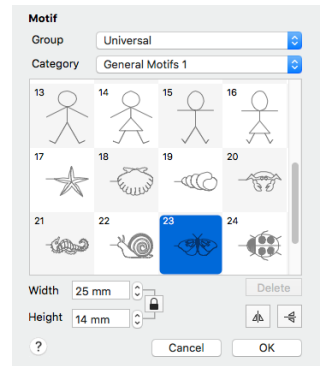 Motif
Group Universal
Category General Motifs 1
13 14 15 16
17 18 19 20
21 22 23 24
Width 25 mm Delete
Height 14 mm
? Cancel OK